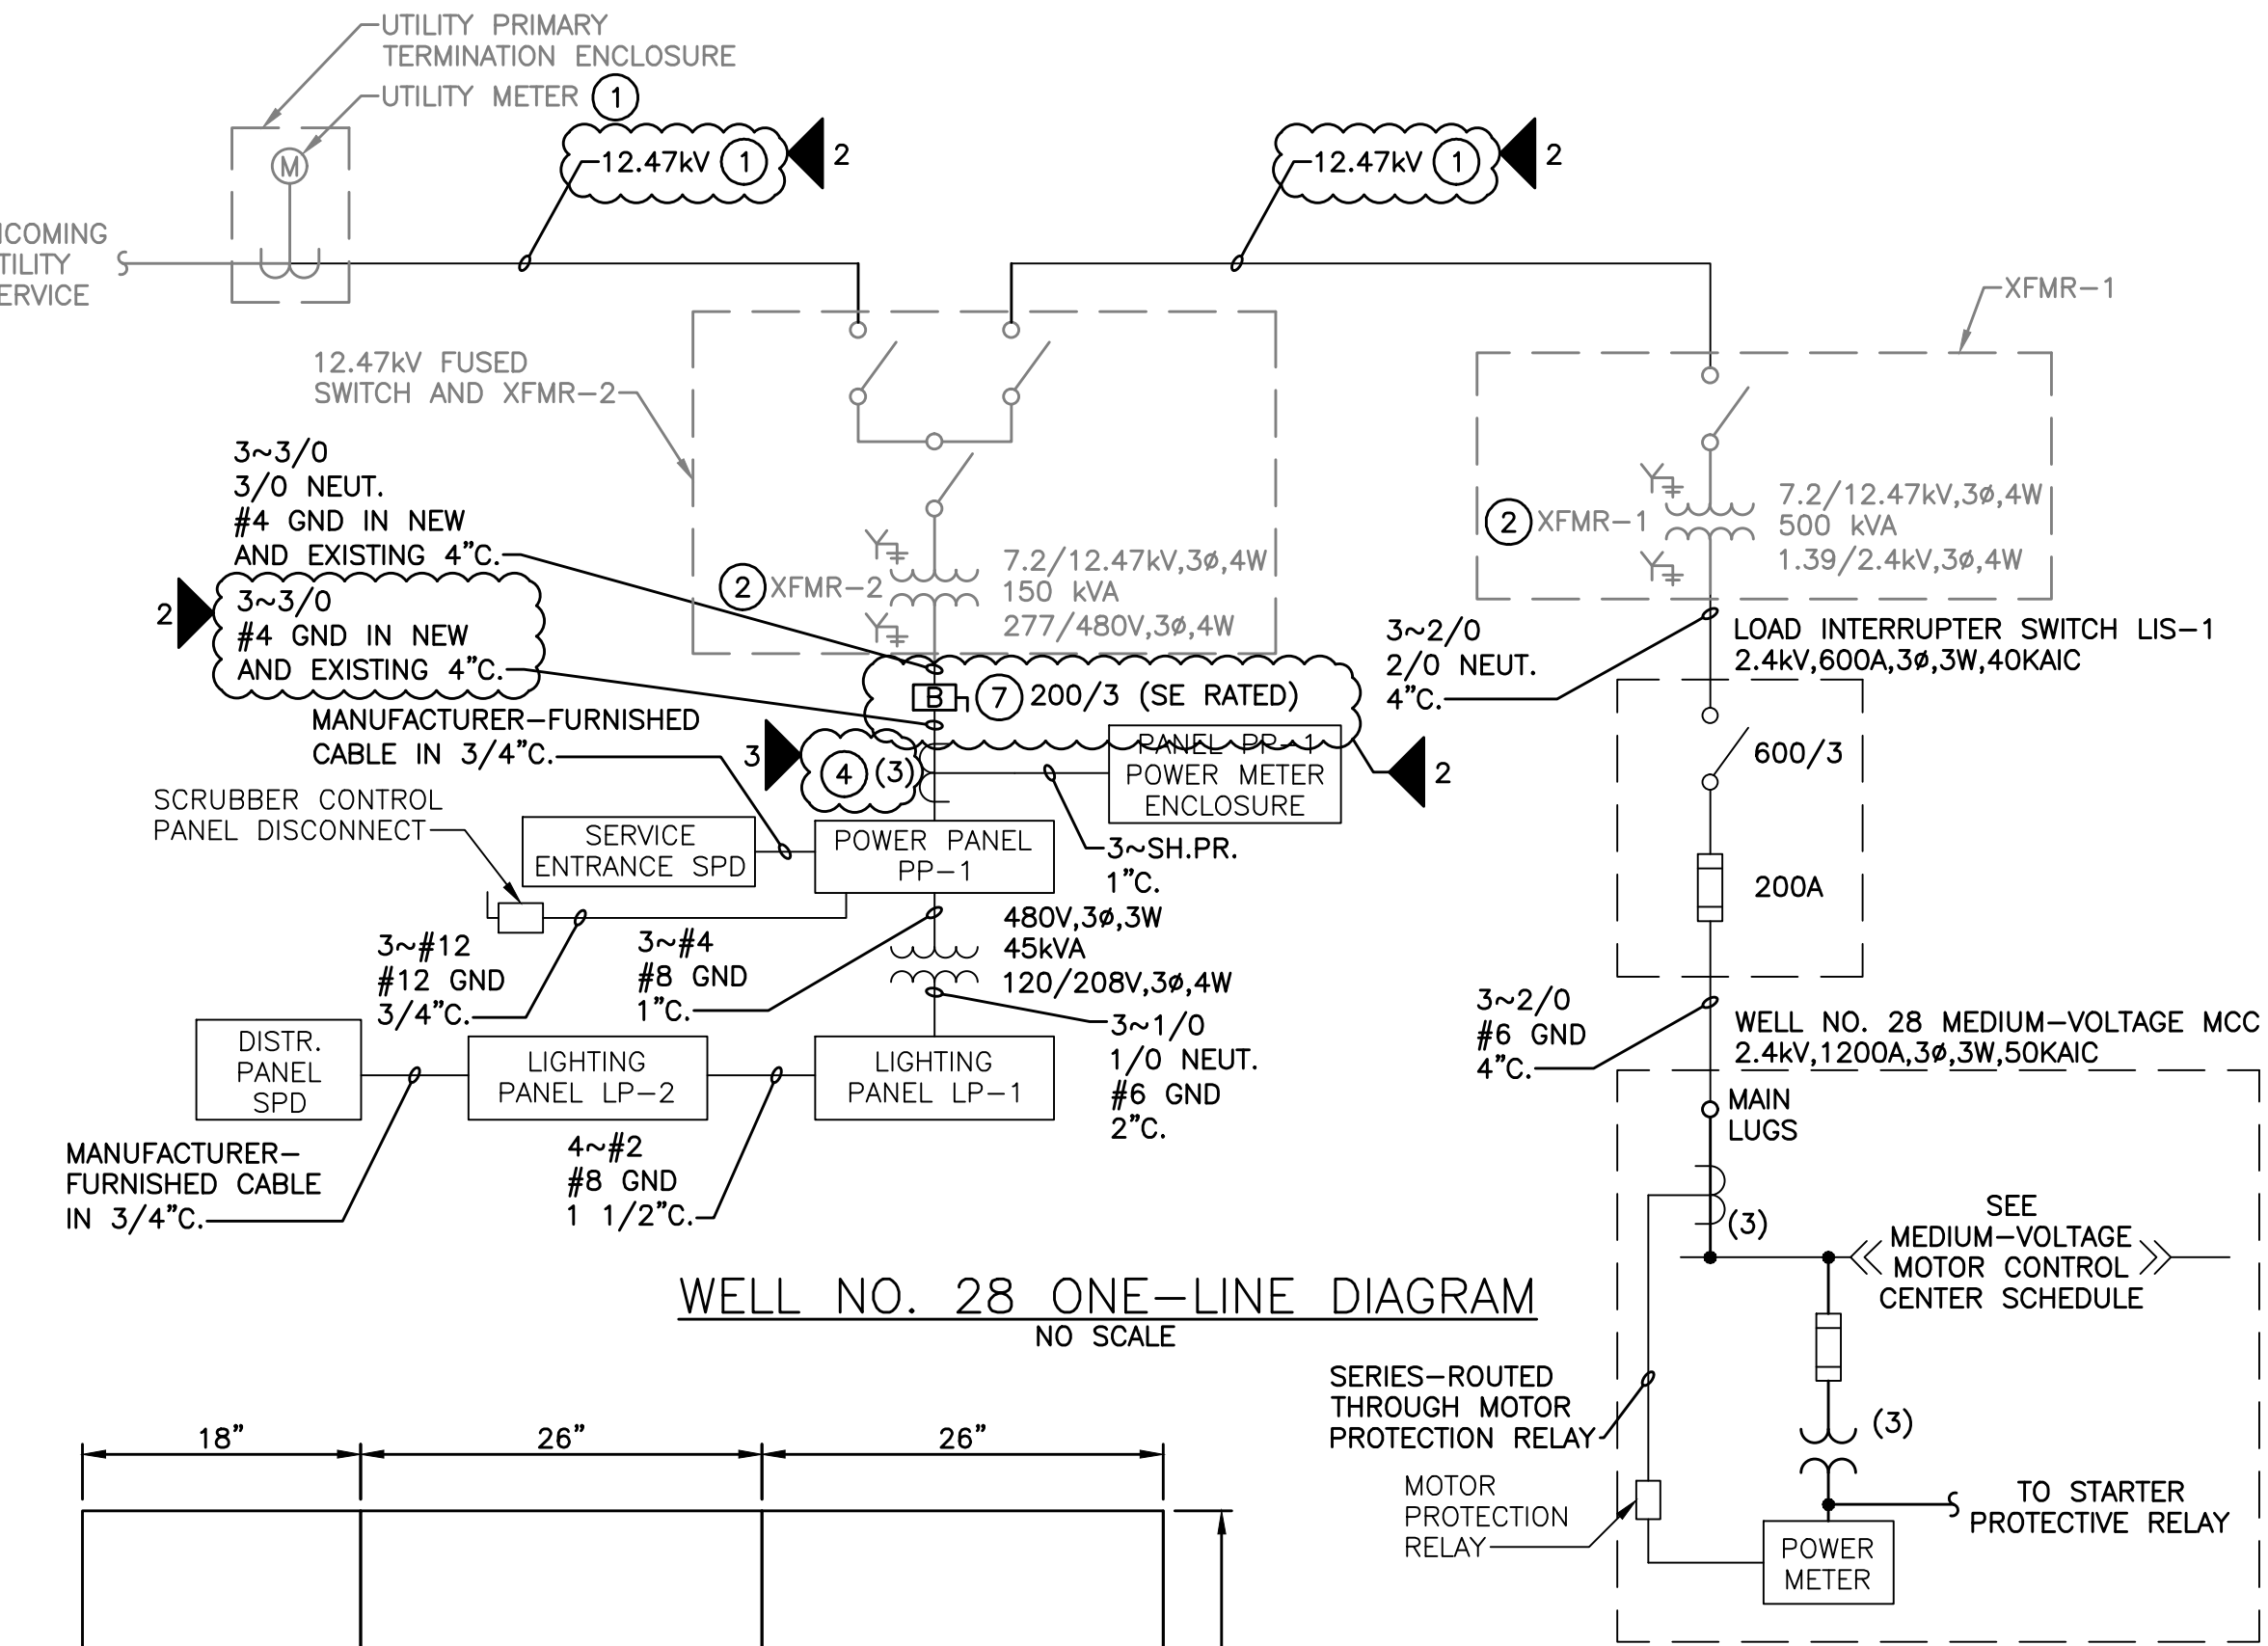 UTILITY PRIMARY
TERMINATION ENCLOSURE
UTILITY METER 1
M
12.47kV 1
2
12.47kV 1
2
NCOMING
TILITY
ERVICE
XFMR-1
12.47kV FUSED
SWITCH AND XFMR-2
3~3/0
3/0 NEUT.
#4 GND IN NEW
AND EXISTING 4"C.
2
3~3/0
#4 GND IN NEW
AND EXISTING 4"C.
2 XFMR-2
7.2/12.47kV,3ø,4W
150 kVA
277/480V,3ø,4W
2 XFMR-1
7.2/12.47kV,3ø,4W
500 kVA
1.39/2.4kV,3ø,4W
3~2/0
2/0 NEUT.
4"C.
LOAD INTERRUPTER SWITCH LIS-1
2.4kV,600A,3ø,3W,40KAIC
B 7 200/3 (SE RATED)
2
MANUFACTURER-FURNISHED
CABLE IN 3/4"C.
3
4 (3)
PANEL PP-1
POWER METER
ENCLOSURE
600/3
200A
SCRUBBER CONTROL
PANEL DISCONNECT
SERVICE
ENTRANCE SPD
POWER PANEL
PP-1
3~SH.PR.
1"C.
3~#12
#12 GND
3/4"C.
3~#4
#8 GND
1"C.
480V,3ø,3W
45kVA
120/208V,3ø,4W
3~1/0
1/0 NEUT.
#6 GND
2"C.
3~2/0
#6 GND
4"C.
WELL NO. 28 MEDIUM-VOLTAGE MCC
2.4kV,1200A,3ø,3W,50KAIC
DISTR.
PANEL
SPD
LIGHTING
PANEL LP-2
LIGHTING
PANEL LP-1
MANUFACTURER-
FURNISHED CABLE
IN 3/4"C.
4~#2
#8 GND
1 1/2"C.
MAIN
LUGS
(3)
SEE
MEDIUM-VOLTAGE
MOTOR CONTROL
CENTER SCHEDULE
WELL NO. 28 ONE-LINE DIAGRAM
NO SCALE
SERIES-ROUTED
THROUGH MOTOR
PROTECTION RELAY
(3)
MOTOR
PROTECTION
RELAY
TO STARTER
PROTECTIVE RELAY
POWER
METER
18"
26"
26"